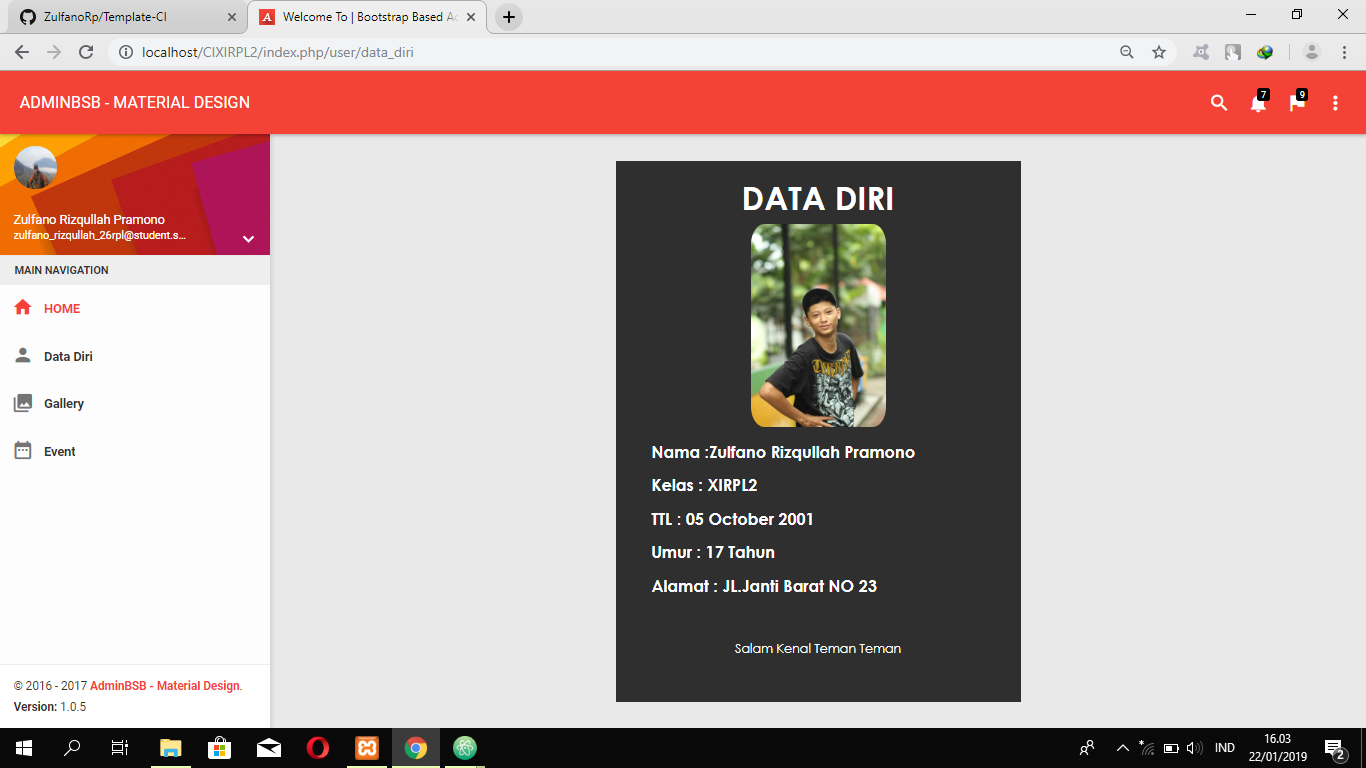 ZulfanoRp/Template-CI
Welcome To | Bootstrap Based Ad
localhost/CIXIRPL2/index.php/user/data_diri
ADMINBSB - MATERIAL DESIGN
7
9
Zulfano Rizqullah Pramono
zulfano_rizqullah_26rpl@student.s...
MAIN NAVIGATION
HOME
Data Diri
Gallery
Event
© 2016 - 2017 AdminBSB - Material Design.
Version: 1.0.5
DATA DIRI
Nama :Zulfano Rizqullah Pramono
Kelas : XIRPL2
TTL : 05 October 2001
Umur : 17 Tahun
Alamat : JL.Janti Barat NO 23
Salam Kenal Teman Teman
IND
16.03
22/01/2019
2